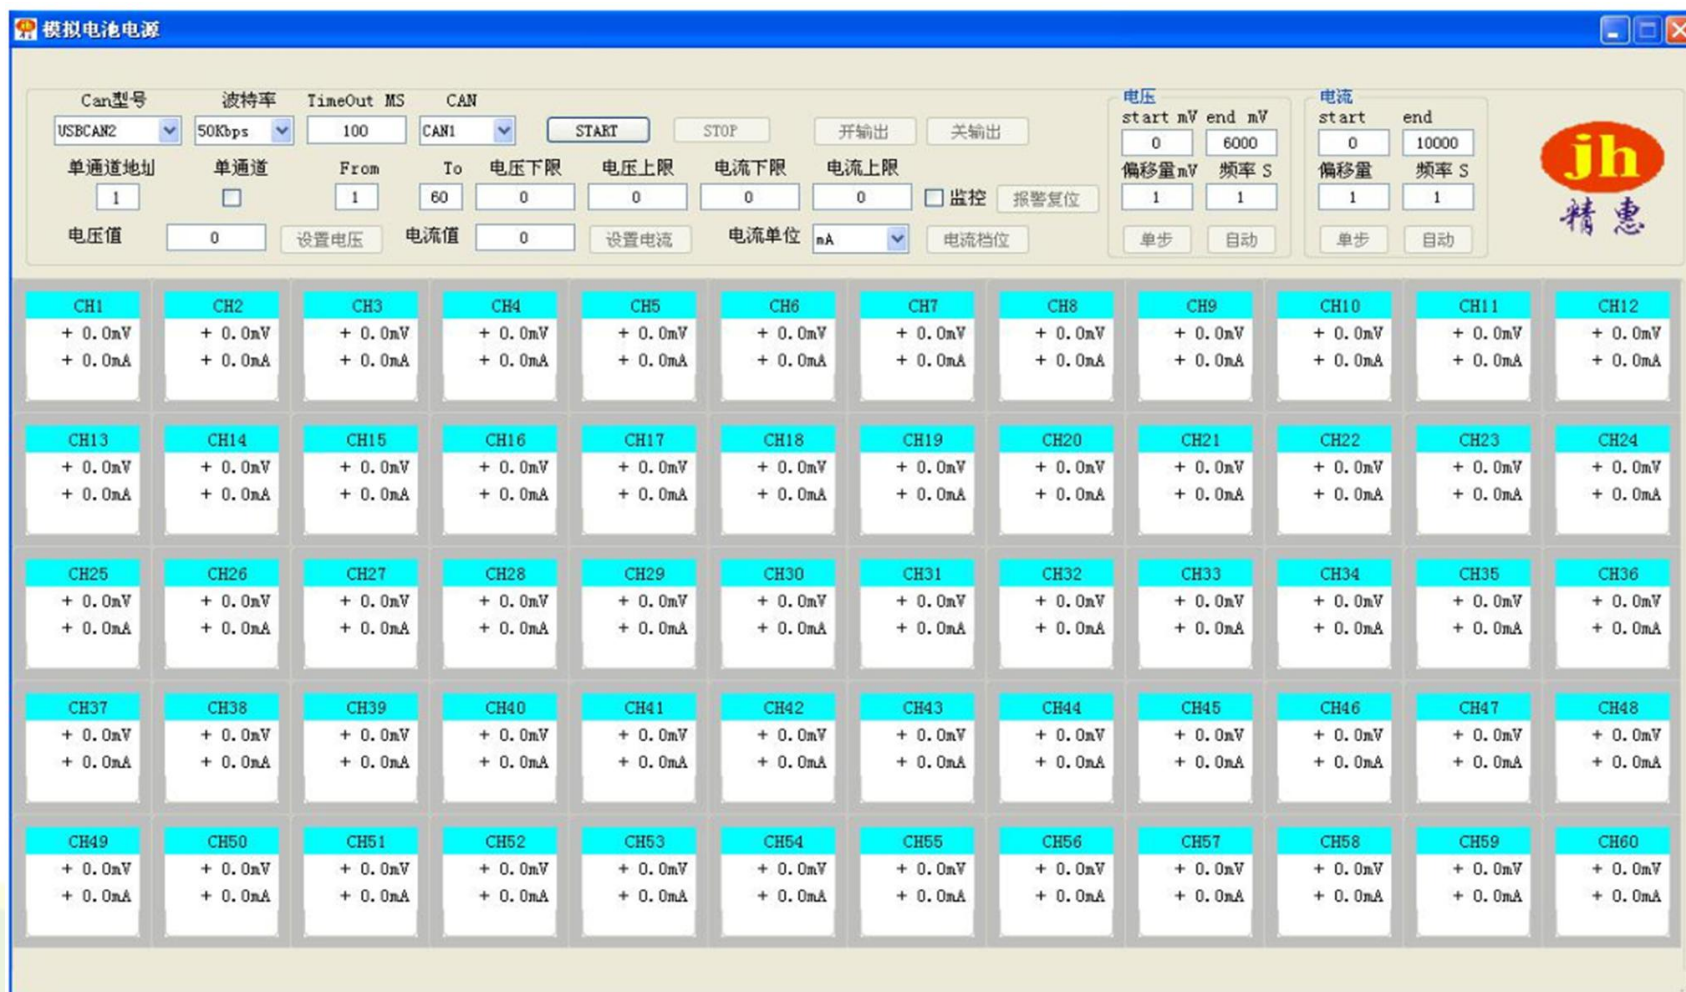 模拟电池电源
Can型号 波特率 TimeOut MS CAN
USBCAN2 50Kbps 100 CAN1 START STOP 开输出 关输出
单通道地址 单通道 From To 电压下限 电压上限 电流下限 电流上限
1 1 60 0 0 0 0 监控 报警复位
电压值 0 设置电压 电流值 0 设置电流 电流单位 mA 电流档位
电压
start mV end mV
0 6000
偏移量mV 频率 S
1 1
单步 自动
电流
start end
0 10000
偏移量 频率 S
1 1
单步 自动
jh
精惠
CH1 CH2 CH3 CH4 CH5 CH6 CH7 CH8 CH9 CH10 CH11 CH12
+ 0.0mV + 0.0mV + 0.0mV + 0.0mV + 0.0mV + 0.0mV + 0.0mV + 0.0mV + 0.0mV + 0.0mV + 0.0mV + 0.0mV
+ 0.0mA + 0.0mA + 0.0mA + 0.0mA + 0.0mA + 0.0mA + 0.0mA + 0.0mA + 0.0mA + 0.0mA + 0.0mA + 0.0mA
CH13 CH14 CH15 CH16 CH17 CH18 CH19 CH20 CH21 CH22 CH23 CH24
+ 0.0mV + 0.0mV + 0.0mV + 0.0mV + 0.0mV + 0.0mV + 0.0mV + 0.0mV + 0.0mV + 0.0mV + 0.0mV + 0.0mV
+ 0.0mA + 0.0mA + 0.0mA + 0.0mA + 0.0mA + 0.0mA + 0.0mA + 0.0mA + 0.0mA + 0.0mA + 0.0mA + 0.0mA
CH25 CH26 CH27 CH28 CH29 CH30 CH31 CH32 CH33 CH34 CH35 CH36
+ 0.0mV + 0.0mV + 0.0mV + 0.0mV + 0.0mV + 0.0mV + 0.0mV + 0.0mV + 0.0mV + 0.0mV + 0.0mV + 0.0mV
+ 0.0mA + 0.0mA + 0.0mA + 0.0mA + 0.0mA + 0.0mA + 0.0mA + 0.0mA + 0.0mA + 0.0mA + 0.0mA + 0.0mA
CH37 CH38 CH39 CH40 CH41 CH42 CH43 CH44 CH45 CH46 CH47 CH48
+ 0.0mV + 0.0mV + 0.0mV + 0.0mV + 0.0mV + 0.0mV + 0.0mV + 0.0mV + 0.0mV + 0.0mV + 0.0mV + 0.0mV
+ 0.0mA + 0.0mA + 0.0mA + 0.0mA + 0.0mA + 0.0mA + 0.0mA + 0.0mA + 0.0mA + 0.0mA + 0.0mA + 0.0mA
CH49 CH50 CH51 CH52 CH53 CH54 CH55 CH56 CH57 CH58 CH59 CH60
+ 0.0mV + 0.0mV + 0.0mV + 0.0mV + 0.0mV + 0.0mV + 0.0mV + 0.0mV + 0.0mV + 0.0mV + 0.0mV + 0.0mV
+ 0.0mA + 0.0mA + 0.0mA + 0.0mA + 0.0mA + 0.0mA + 0.0mA + 0.0mA + 0.0mA + 0.0mA + 0.0mA + 0.0mA